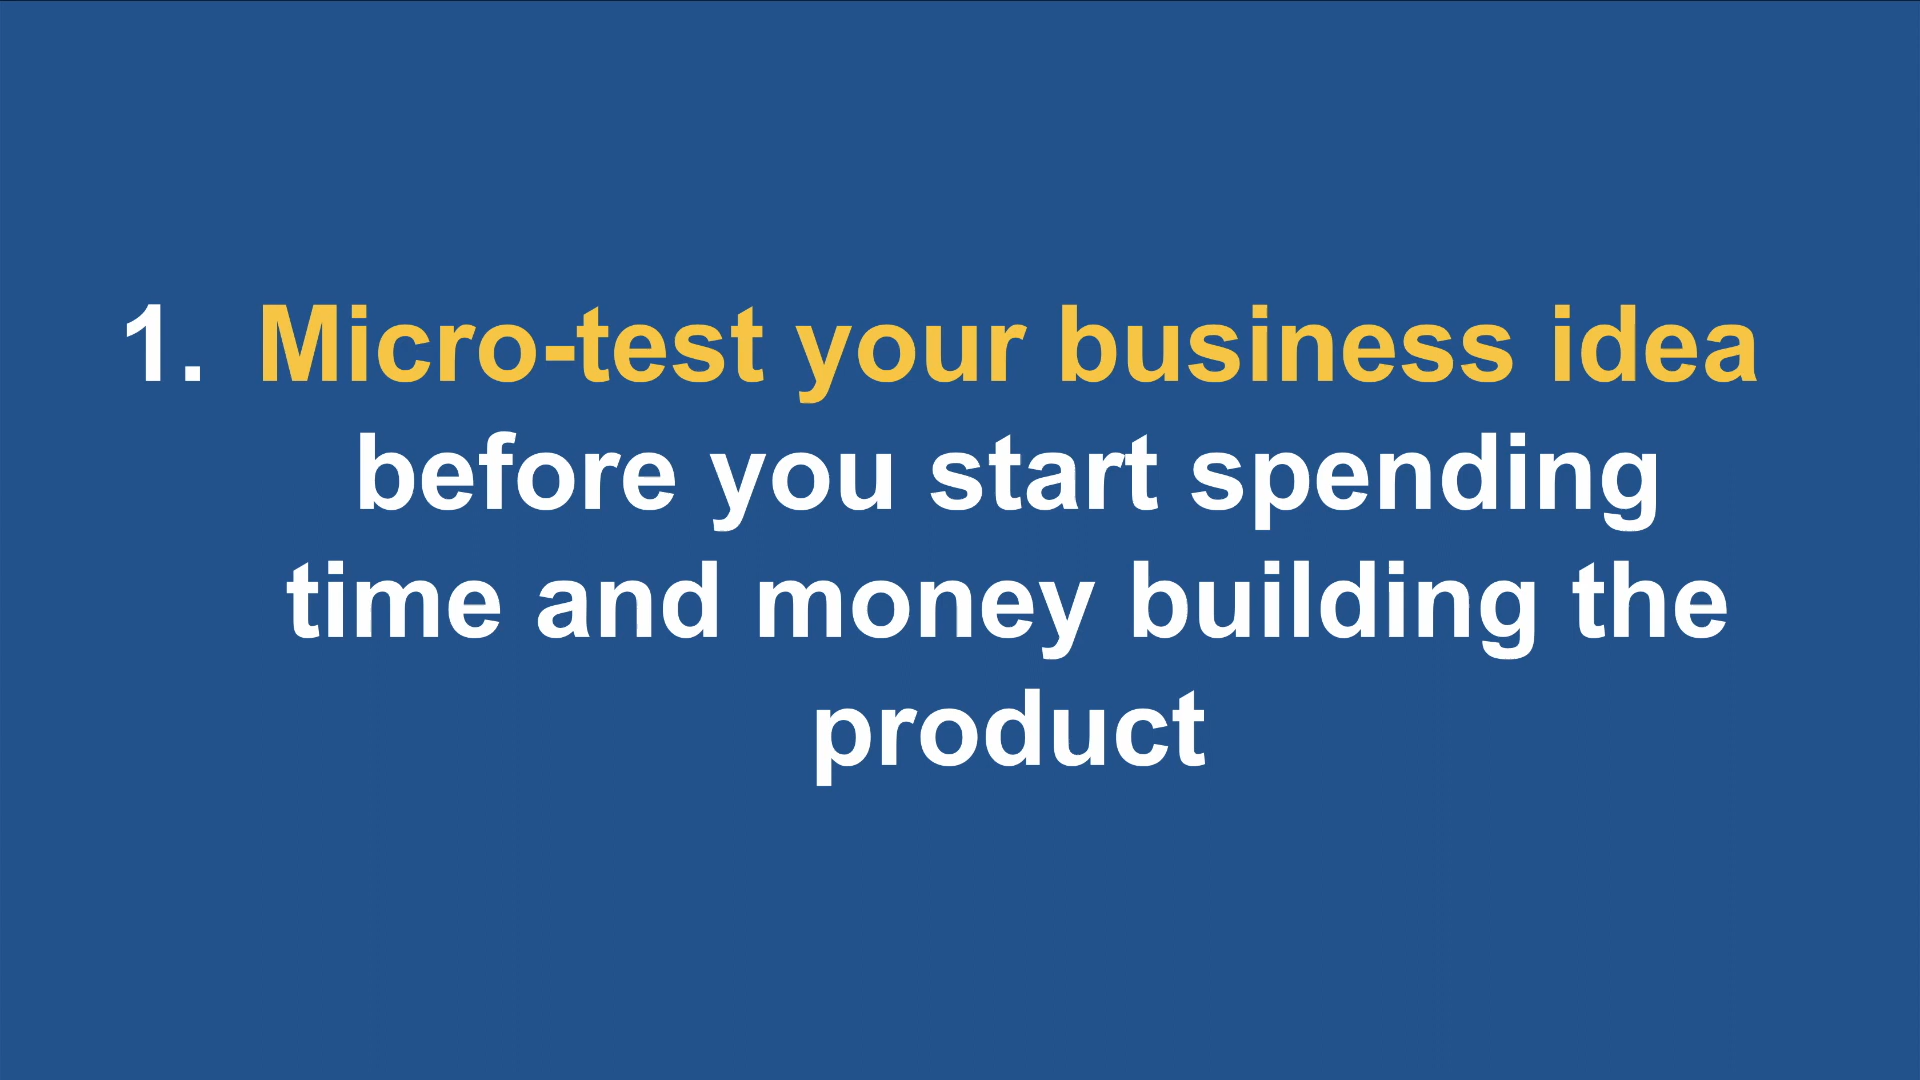 1. Micro-test your business idea
before you start spending
time and money building the
product